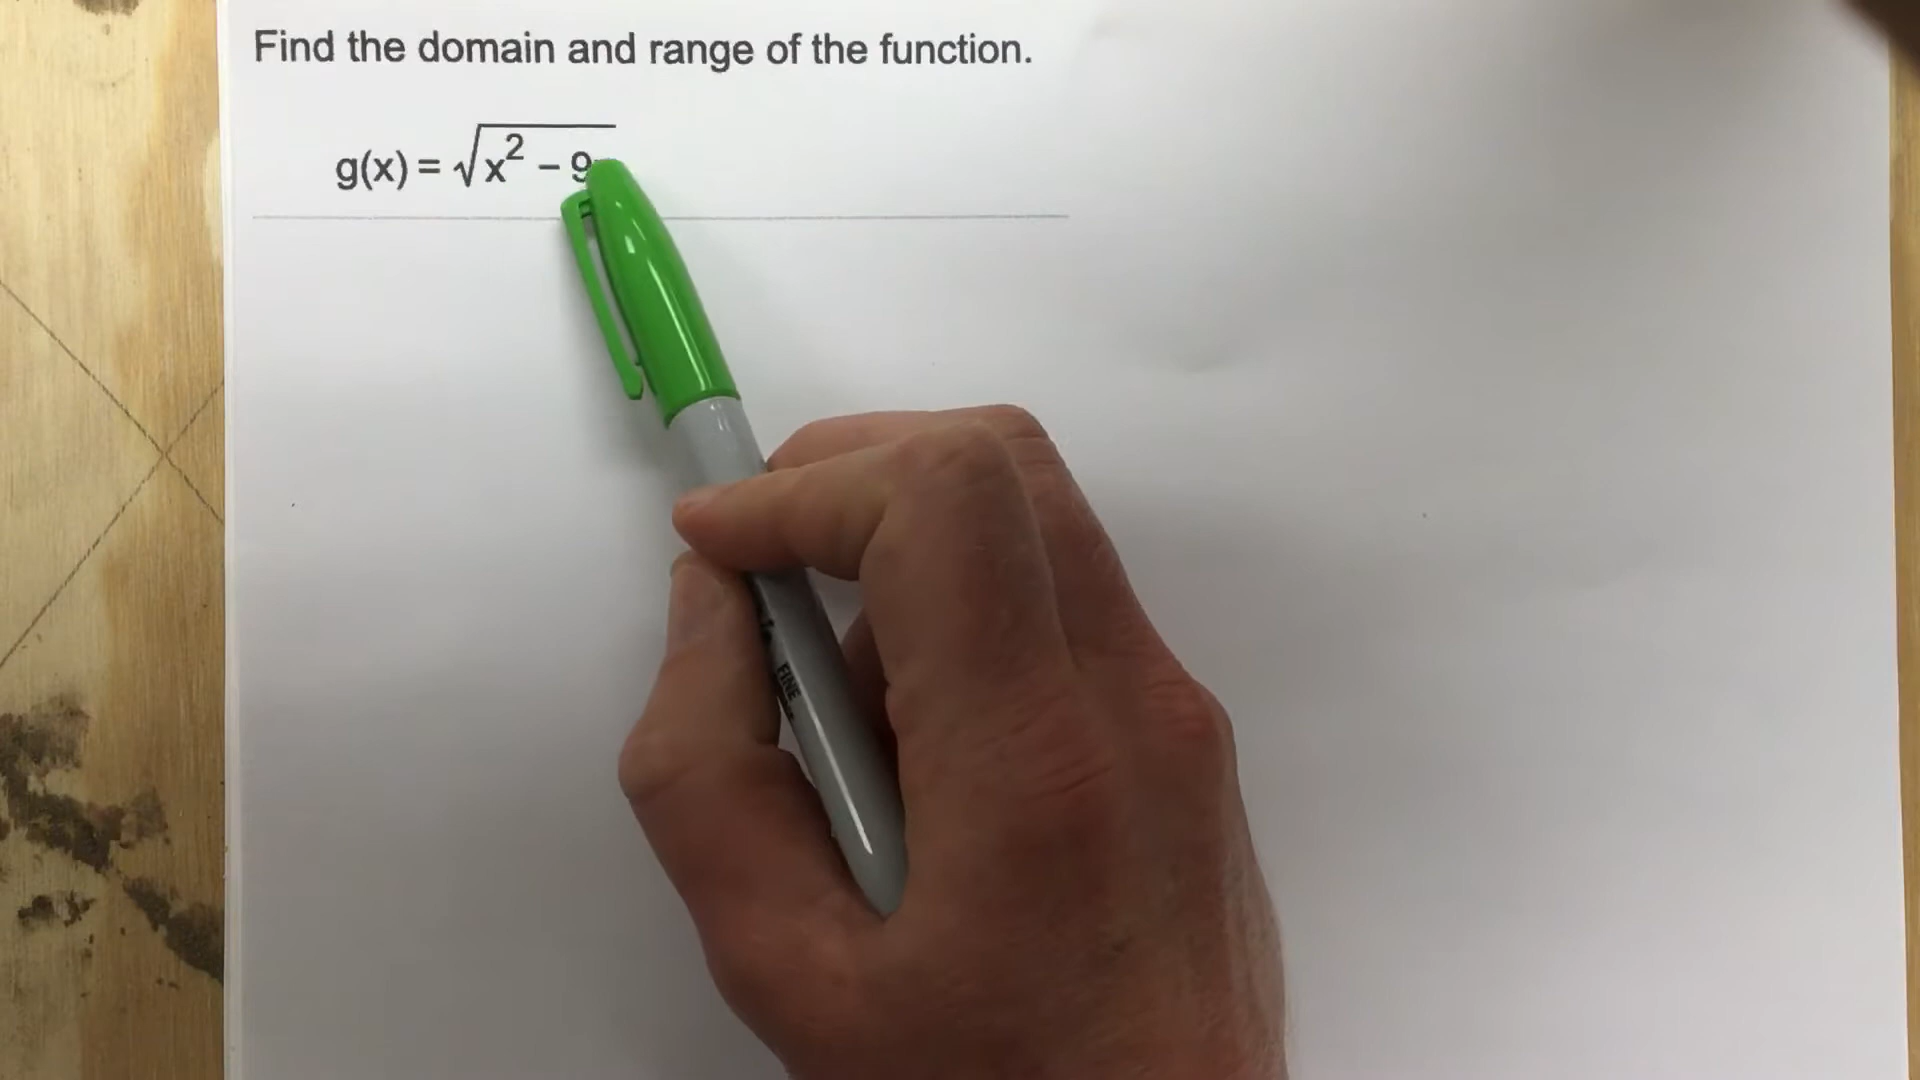 Find the domain and range of the function.
g(x) = √x² – 9
FINE